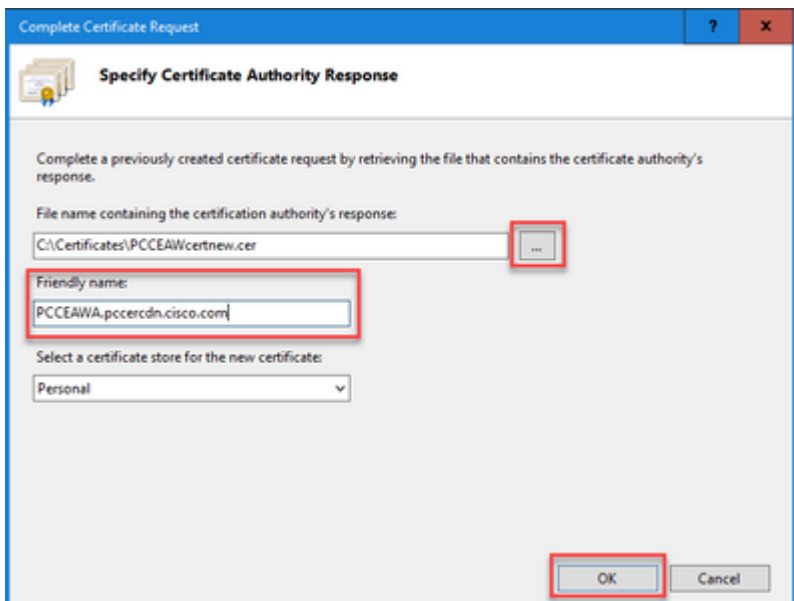 Complete Certificate Request
?
x
Specify Certificate Authority Response
Complete a previously created certificate request by retrieving the file that contains the certificate authority's
response.
File name containing the certification authority's response:
C:\Certificates\PCCEAWcertnew.cer
...
Friendly name:
PCCEAWA.pccercdn.cisco.com
Select a certificate store for the new certificate:
Personal
OK
Cancel